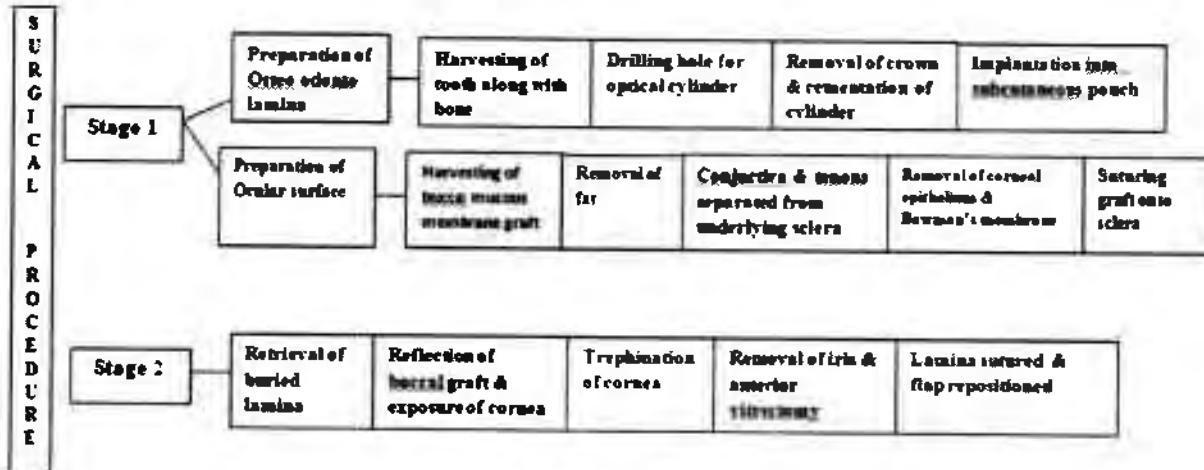 SURGICAL PROCEDURE
Stage 1
Preparation of
Osteo odonto
lamina
Harvesting of
tooth along with
bone
Drilling hole for
optical cylinder
Removal of crown
& cementation of
cylinder
Implantation into
subcutaneous pouch
Preparation of
Ocular surface
Harvesting of
buccal mucous
membrane graft
Removal of
fat
Conjuctiva & tenons
separated from
underlying sclera
Removal of corneal
epithelium &
Bowman's membrane
Suturing
graft onto
sclera
Stage 2
Retrieval of
buried
lamina
Reflection of
buccal graft &
exposure of cornea
Trephination
of cornea
Removal of iris &
anterior
vitrectomy
Lamina sutured &
flap repositioned